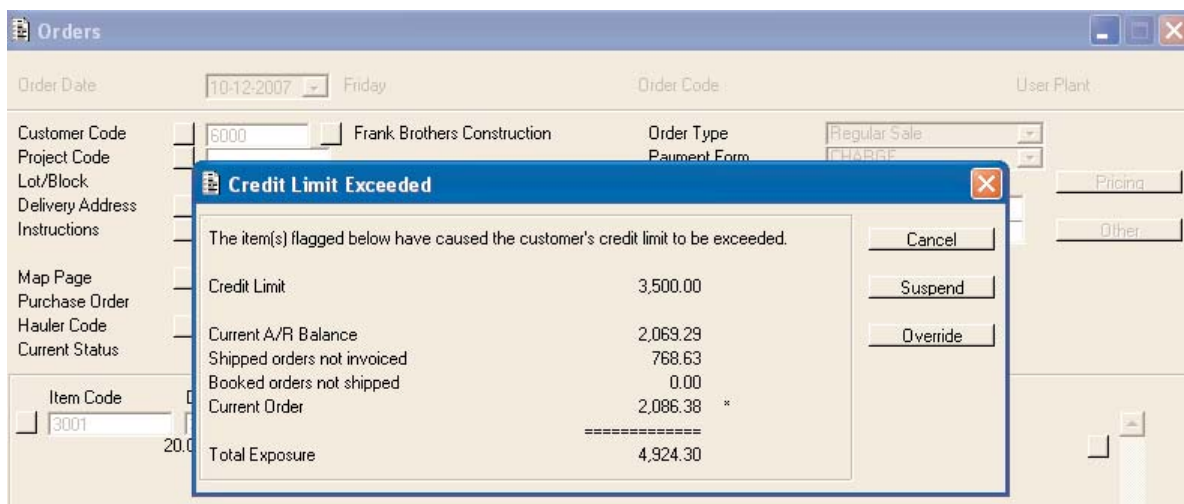 Orders
Order Date 10-12-2007 Friday Order Code User Plant
Customer Code 6000 Frank Brothers Construction Order Type Regular Sale
Project Code Payment Form CHARGE
Lot/Block Credit Limit Exceeded Pricing
Delivery Address
Instructions The item(s) flagged below have caused the customer's credit limit to be exceeded. Cancel Other
Map Page Credit Limit 3,500.00 Suspend
Purchase Order
Hauler Code Current A/R Balance 2,069.29 Override
Current Status Shipped orders not invoiced 768.63
Booked orders not shipped 0.00
Item Code Current Order 2,086.38 *
3001 =============
20.0 Total Exposure 4,924.30